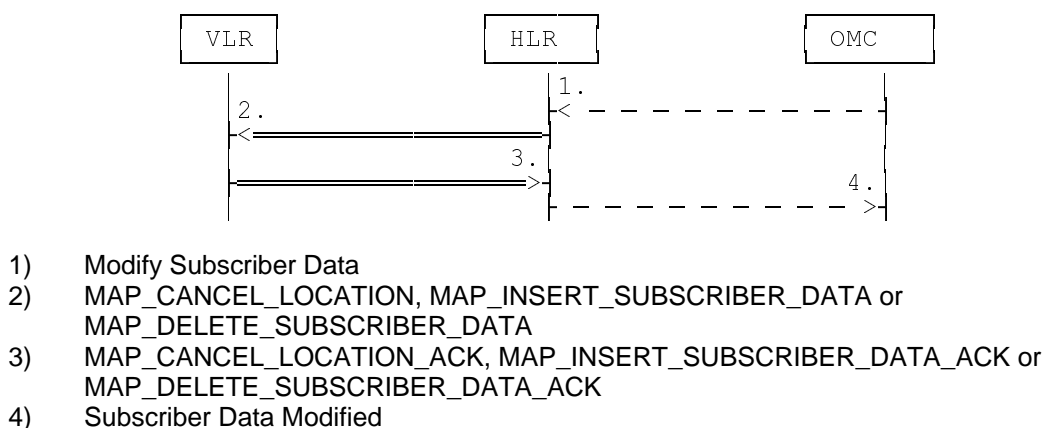 VLR HLR OMC
1.
2.
3.
4.
1) Modify Subscriber Data
2) MAP_CANCEL_LOCATION, MAP_INSERT_SUBSCRIBER_DATA or
MAP_DELETE_SUBSCRIBER_DATA
3) MAP_CANCEL_LOCATION_ACK, MAP_INSERT_SUBSCRIBER_DATA_ACK or
MAP_DELETE_SUBSCRIBER_DATA_ACK
4) Subscriber Data Modified